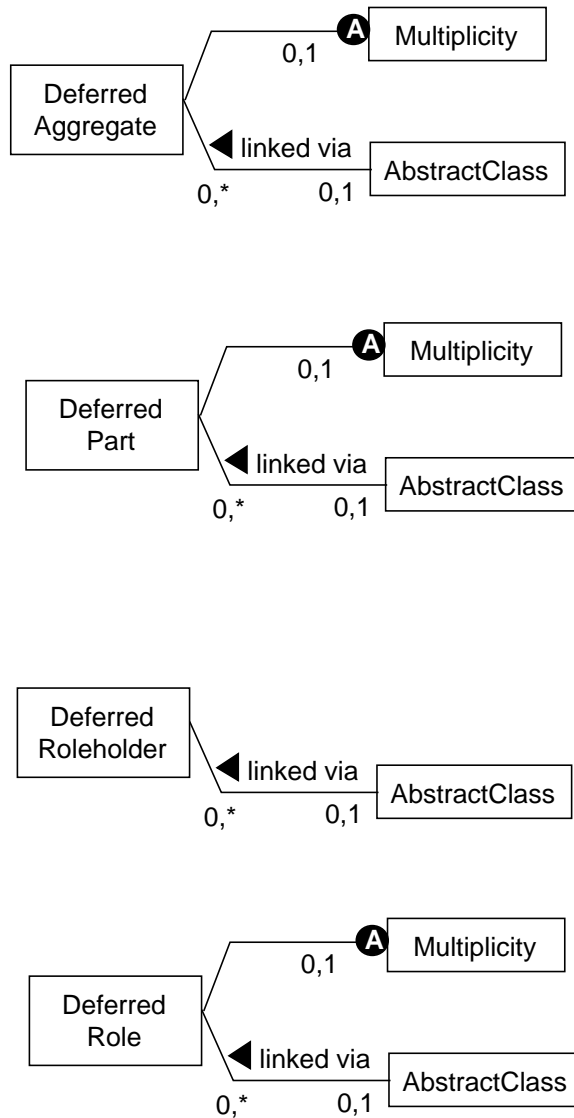 A Multiplicity
0,1
Deferred
Aggregate
linked via
AbstractClass
0,* 0,1
A Multiplicity
0,1
Deferred
Part
linked via
AbstractClass
0,* 0,1
Deferred
Roleholder
linked via
AbstractClass
0,* 0,1
A Multiplicity
0,1
Deferred
Role
linked via
AbstractClass
0,* 0,1